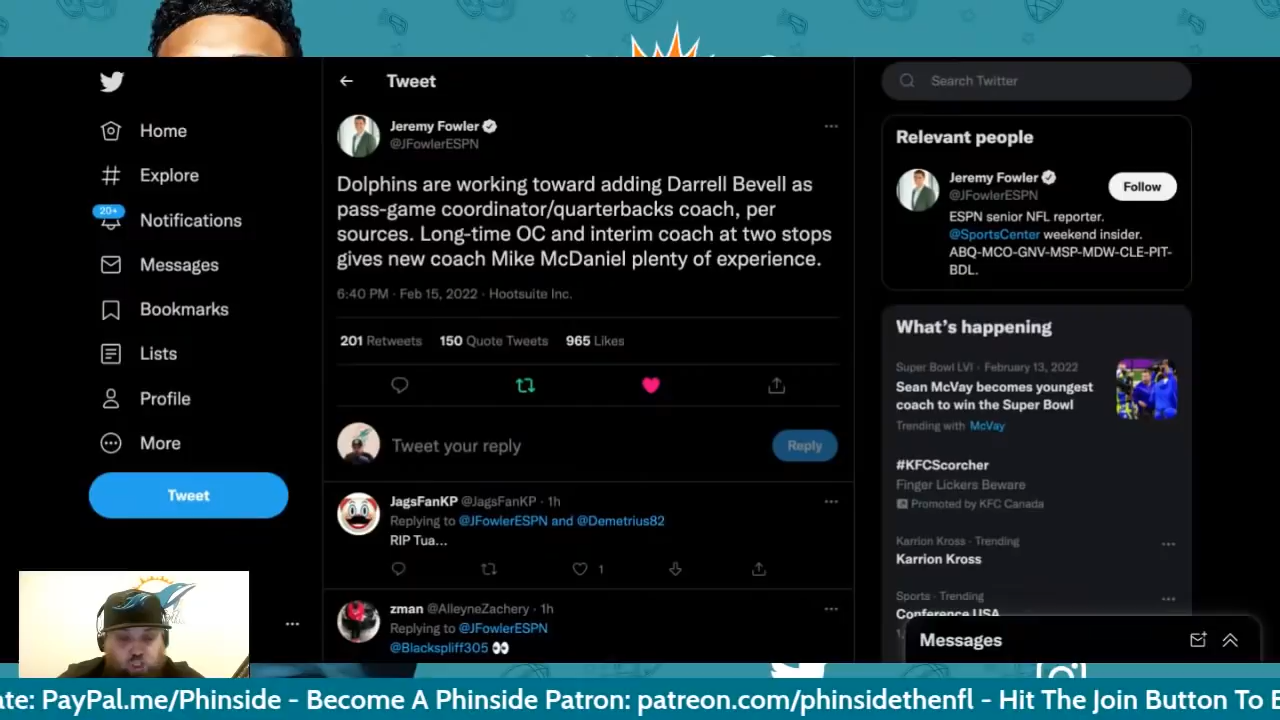 Tweet
Search Twitter
Home
Explore
20+
Notifications
Messages
Bookmarks
Lists
Profile
More
Tweet
Jeremy Fowler
@JFowlerESPN
Dolphins are working toward adding Darrell Bevell as
pass-game coordinator/quarterbacks coach, per
sources. Long-time OC and interim coach at two stops
gives new coach Mike McDaniel plenty of experience.
6:40 PM · Feb 15, 2022 · Hootsuite Inc.
201 Retweets 150 Quote Tweets 965 Likes
Tweet your reply
Reply
JagsFanKP @JagsFanKP · 1h
Replying to @JFowlerESPN and @Demetrius82
RIP Tua...
1
zman @AlleyneZachery · 1h
Replying to @JFowlerESPN
@Blackspliff305 👀
Relevant people
Jeremy Fowler
@JFowlerESPN
Follow
ESPN senior NFL reporter.
@SportsCenter weekend insider.
ABQ-MCO-GNV-MSP-MDW-CLE-PIT-
BDL.
What's happening
Super Bowl LVI · February 13, 2022
Sean McVay becomes youngest
coach to win the Super Bowl
Trending with McVay
#KFCScorcher
Finger Lickers Beware
Promoted by KFC Canada
Karrion Kross · Trending
Karrion Kross
Sports · Trending
Conference USA
Messages
ate: PayPal.me/Phinside - Become A Phinside Patron: patreon.com/phinsidethenfl - Hit The Join Button To B